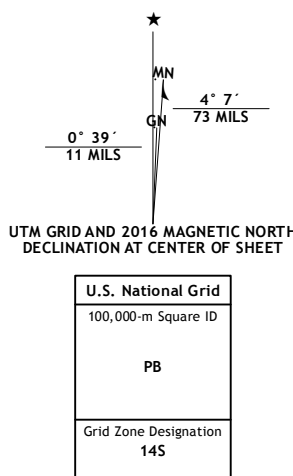 ★
MN
4° 7´
73 MILS
GN
0° 39´
11 MILS
UTM GRID AND 2016 MAGNETIC NORTH
DECLINATION AT CENTER OF SHEET
U.S. National Grid
100,000-m Square ID
PB
Grid Zone Designation
14S